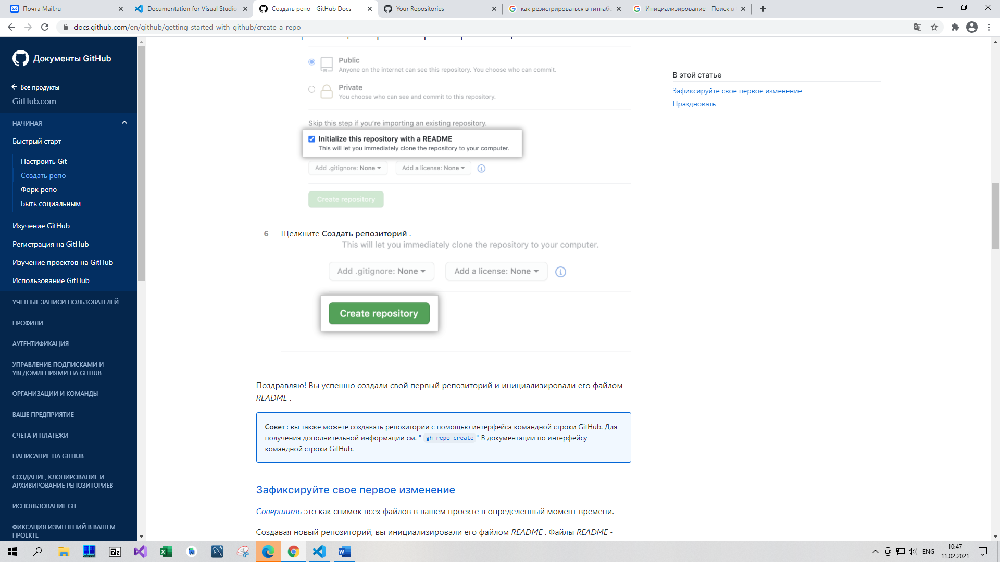 Почта Mail.ru
Documentation for Visual Studio
Создать репо - GitHub Docs
Your Repositories
как резистрироваться в гитнабе
Инициализирование - Поиск в
docs.github.com/en/github/getting-started-with-github/create-a-repo
Документы GitHub
Все продукты
GitHub.com
НАЧИНАЯ
Быстрый старт
Настроить Git
Создать репо
Форк репо
Быть социальным
Изучение GitHub
Регистрация на GitHub
Изучение проектов на GitHub
Использование GitHub
УЧЕТНЫЕ ЗАПИСИ ПОЛЬЗОВАТЕЛЕЙ
ПРОФИЛИ
АУТЕНТИФИКАЦИЯ
УПРАВЛЕНИЕ ПОДПИСКАМИ И
УВЕДОМЛЕНИЯМИ НА GITHUB
ОРГАНИЗАЦИИ И КОМАНДЫ
ВАШЕ ПРЕДПРИЯТИЕ
СЧЕТА И ПЛАТЕЖИ
НАПИСАНИЕ НА GITHUB
СОЗДАНИЕ, КЛОНИРОВАНИЕ И
АРХИВИРОВАНИЕ РЕПОЗИТОРИЕВ
ИСПОЛЬЗОВАНИЕ GIT
ФИКСАЦИЯ ИЗМЕНЕНИЙ В ВАШЕМ
ПРОЕКТЕ
Public
Anyone on the internet can see this repository. You choose who can commit.
Private
You choose who can see and commit to this repository.
Skip this step if you're importing an existing repository.
Initialize this repository with a README
This will let you immediately clone the repository to your computer.
Add .gitignore: None
Add a license: None
Create repository
6 Щелкните Создать репозиторий .
This will let you immediately clone the repository to your computer.
Add .gitignore: None
Add a license: None
Create repository
Поздравляю! Вы успешно создали свой первый репозиторий и инициализировали его файлом
README .
Совет : вы также можете создавать репозитории с помощью интерфейса командной строки GitHub. Для
получения дополнительной информации см. " gh repo create" В документации по интерфейсу
командной строки GitHub.
Зафиксируйте свое первое изменение
Совершить это как снимок всех файлов в вашем проекте в определенный момент времени.
Создавая новый репозиторий, вы инициализировали его файлом README . Файлы README -
В этой статье
Зафиксируйте свое первое изменение
Праздновать
ENG
10:47
11.02.2021